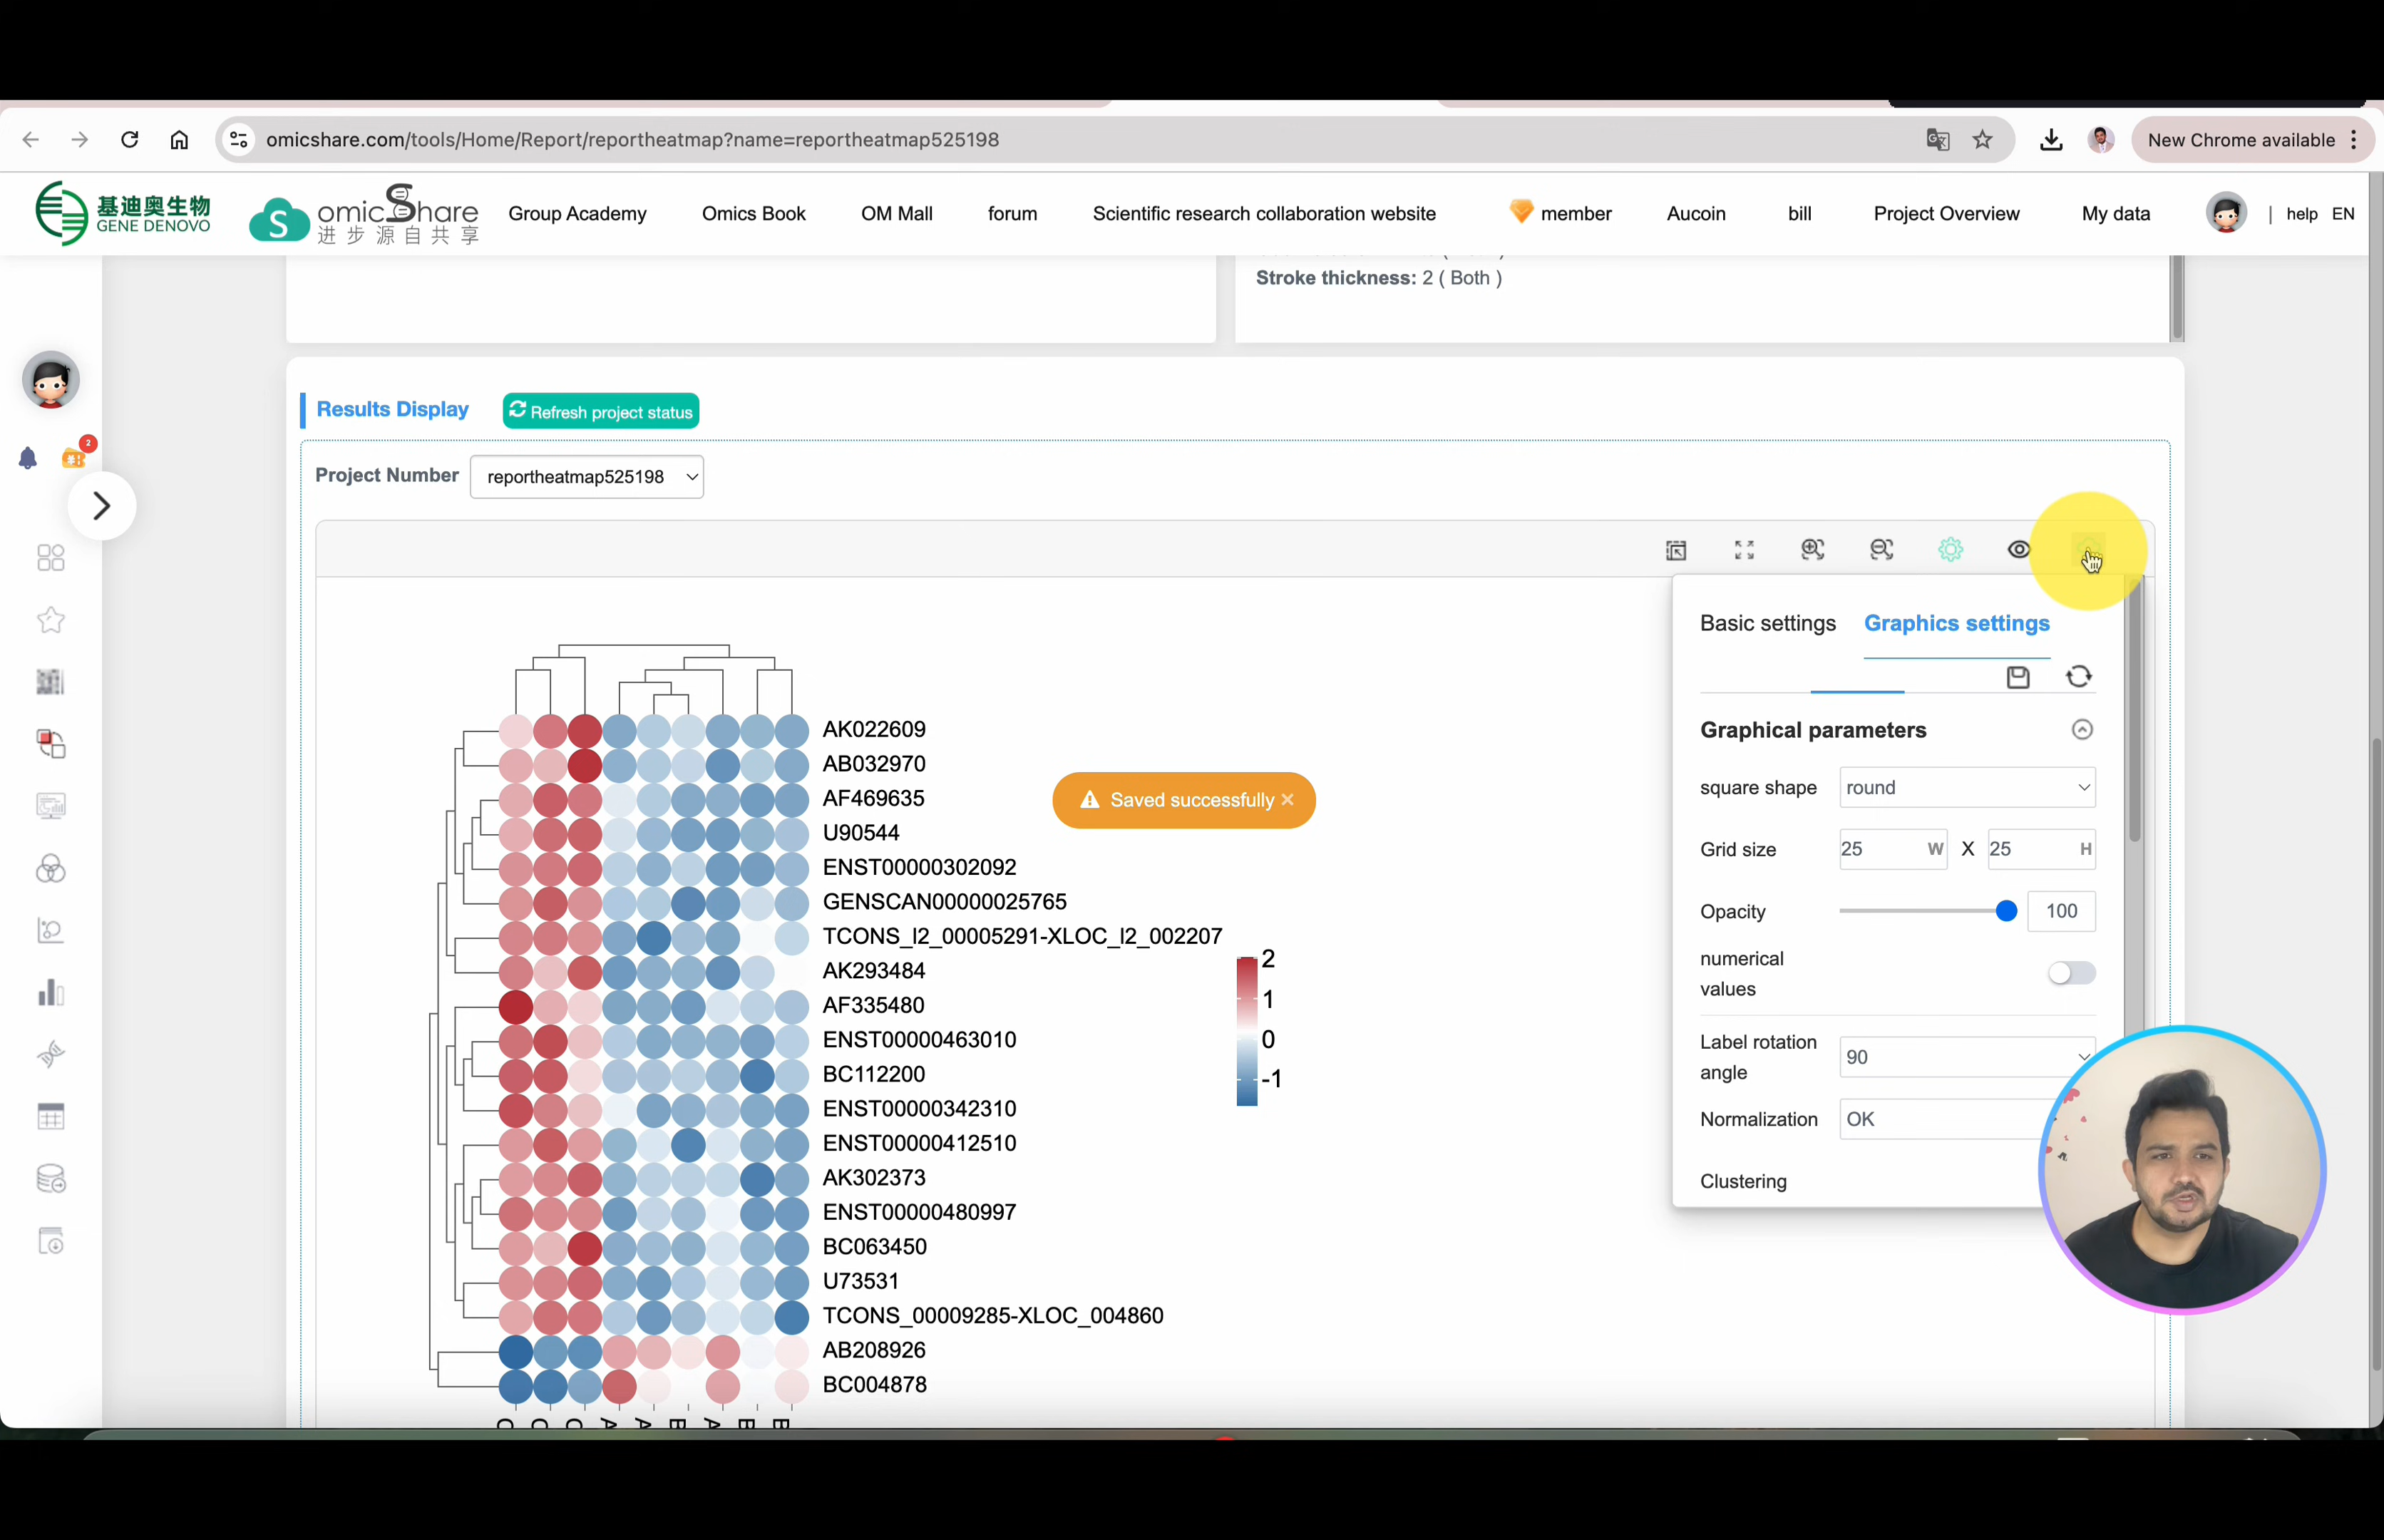 omicshare.com/tools/Home/Report/reportheatmap?name=reportheatmap525198
New Chrome available
基迪奥生物
GENE DENOVO
S omicShare
进步源自共享
Group Academy
Omics Book
OM Mall
forum
Scientific research collaboration website
member
Aucoin
bill
Project Overview
My data
| help EN
Stroke thickness: 2 ( Both )
2
Results Display
Refresh project status
Project Number
reportheatmap525198
Basic settings
Graphics settings
Graphical parameters
square shape
round
Grid size
25 W X 25 H
Opacity
100
numerical
values
Label rotation
angle
90
Normalization
OK
Clustering
Saved successfully ×
AK022609
AB032970
AF469635
U90544
ENST00000302092
GENSCAN00000025765
TCONS_l2_00005291-XLOC_l2_002207
AK293484
AF335480
ENST00000463010
BC112200
ENST00000342310
ENST00000412510
AK302373
ENST00000480997
BC063450
U73531
TCONS_00009285-XLOC_004860
AB208926
BC004878
2
1
0
-1